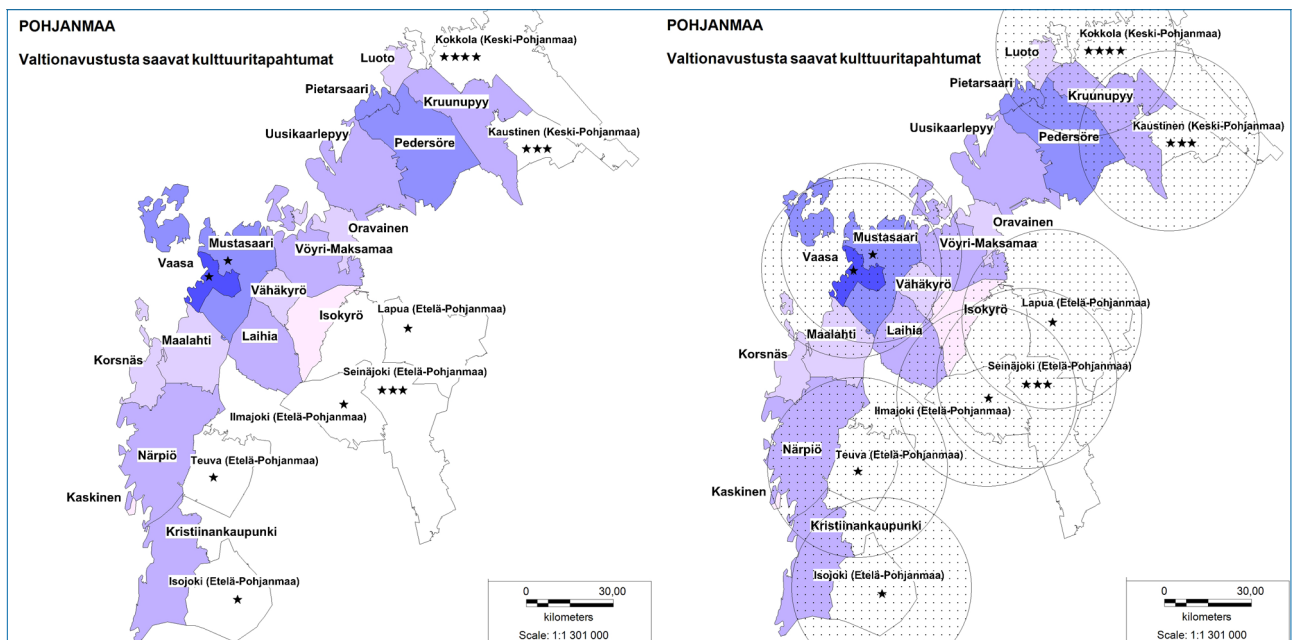 POHJANMAA
Valtionavustusta saavat kulttuuritapahtumat
Kokkola (Keski-Pohjanmaa)
Luoto
Pietarsaari
Kruunupyy
Uusikaarlepyy
Kaustinen (Keski-Pohjanmaa)
Pedersöre
Oravainen
Mustasaari
Vöyri-Maksamaa
Vaasa
Vähäkyrö
Lapua (Etelä-Pohjanmaa)
Isokyrö
Maalahti
Laihia
Korsnäs
Seinäjoki (Etelä-Pohjanmaa)
Ilmajoki (Etelä-Pohjanmaa)
Närpiö
Teuva (Etelä-Pohjanmaa)
Kaskinen
Kristiinankaupunki
Isojoki (Etelä-Pohjanmaa)
0 30,00
kilometers
Scale: 1:1 301 000
POHJANMAA
Valtionavustusta saavat kulttuuritapahtumat
Kokkola (Keski-Pohjanmaa)
Luoto
Pietarsaari
Kruunupyy
Uusikaarlepyy
Kaustinen (Keski-Pohjanmaa)
Pedersöre
Oravainen
Mustasaari
Vöyri-Maksamaa
Vaasa
Vähäkyrö
Lapua (Etelä-Pohjanmaa)
Isokyrö
Maalahti
Laihia
Korsnäs
Seinäjoki (Etelä-Pohjanmaa)
Ilmajoki (Etelä-Pohjanmaa)
Närpiö
Teuva (Etelä-Pohjanmaa)
Kaskinen
Kristiinankaupunki
Isojoki (Etelä-Pohjanmaa)
0 30,00
kilometers
Scale: 1:1 301 000